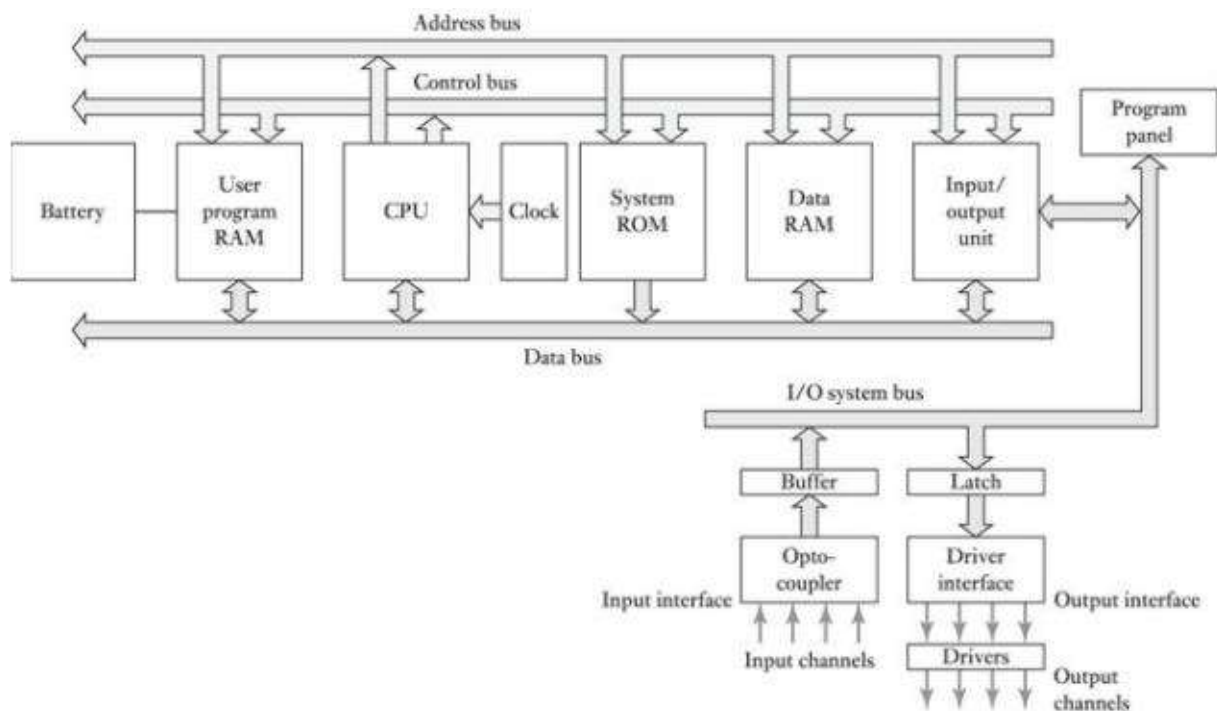 Address bus
Control bus
Program
panel
Battery
User
program
RAM
CPU
Clock
System
ROM
Data
RAM
Input/
output
unit
Data bus
I/O system bus
Buffer
Latch
Opto-
coupler
Driver
interface
Input interface
Output interface
Input channels
Drivers
Output
channels